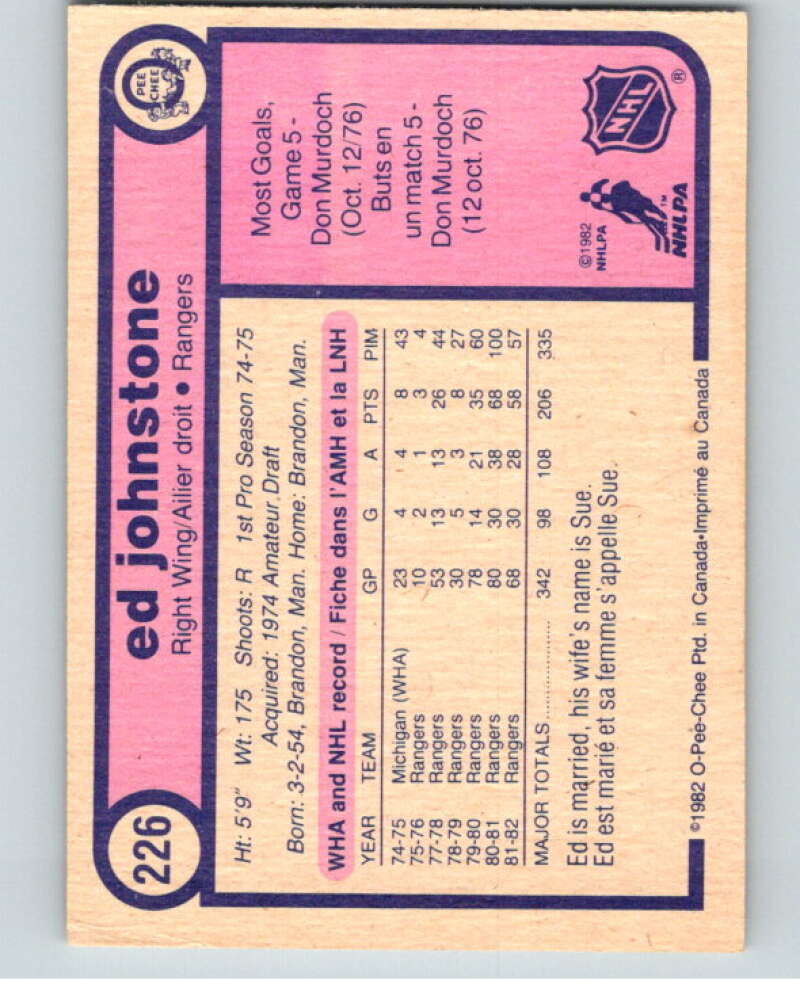 226
ed johnstone
Right Wing/Ailier droit • Rangers
O
PEE
CHEE
Ht: 5'9" Wt: 175 Shoots: R 1st Pro Season 74-75
Acquired: 1974 Amateur Draft
Born: 3-2-54, Brandon, Man. Home: Brandon, Man.
WHA and NHL record / Fiche dans l'AMH et la LNH
YEAR TEAM GP G A PTS PIM
74-75 Michigan (WHA) 23 4 4 8 43
75-76 Rangers 10 2 1 3 4
77-78 Rangers 53 13 13 26 44
78-79 Rangers 30 5 3 8 27
79-80 Rangers 78 14 21 35 60
80-81 Rangers 80 30 38 68 100
81-82 Rangers 68 30 28 58 57
MAJOR TOTALS.................. 342 98 108 206 335
Ed is married, his wife's name is Sue.
Ed est marié et sa femme s'appelle Sue.
Most Goals,
Game 5 -
Don Murdoch
(Oct. 12/76)
Buts en
un match 5 -
Don Murdoch
(12 oct. 76)
©1982
NHLPA
NHLPA™
NHL
®
©1982 O-Pee-Chee Ptd. in Canada•Imprimé au Canada